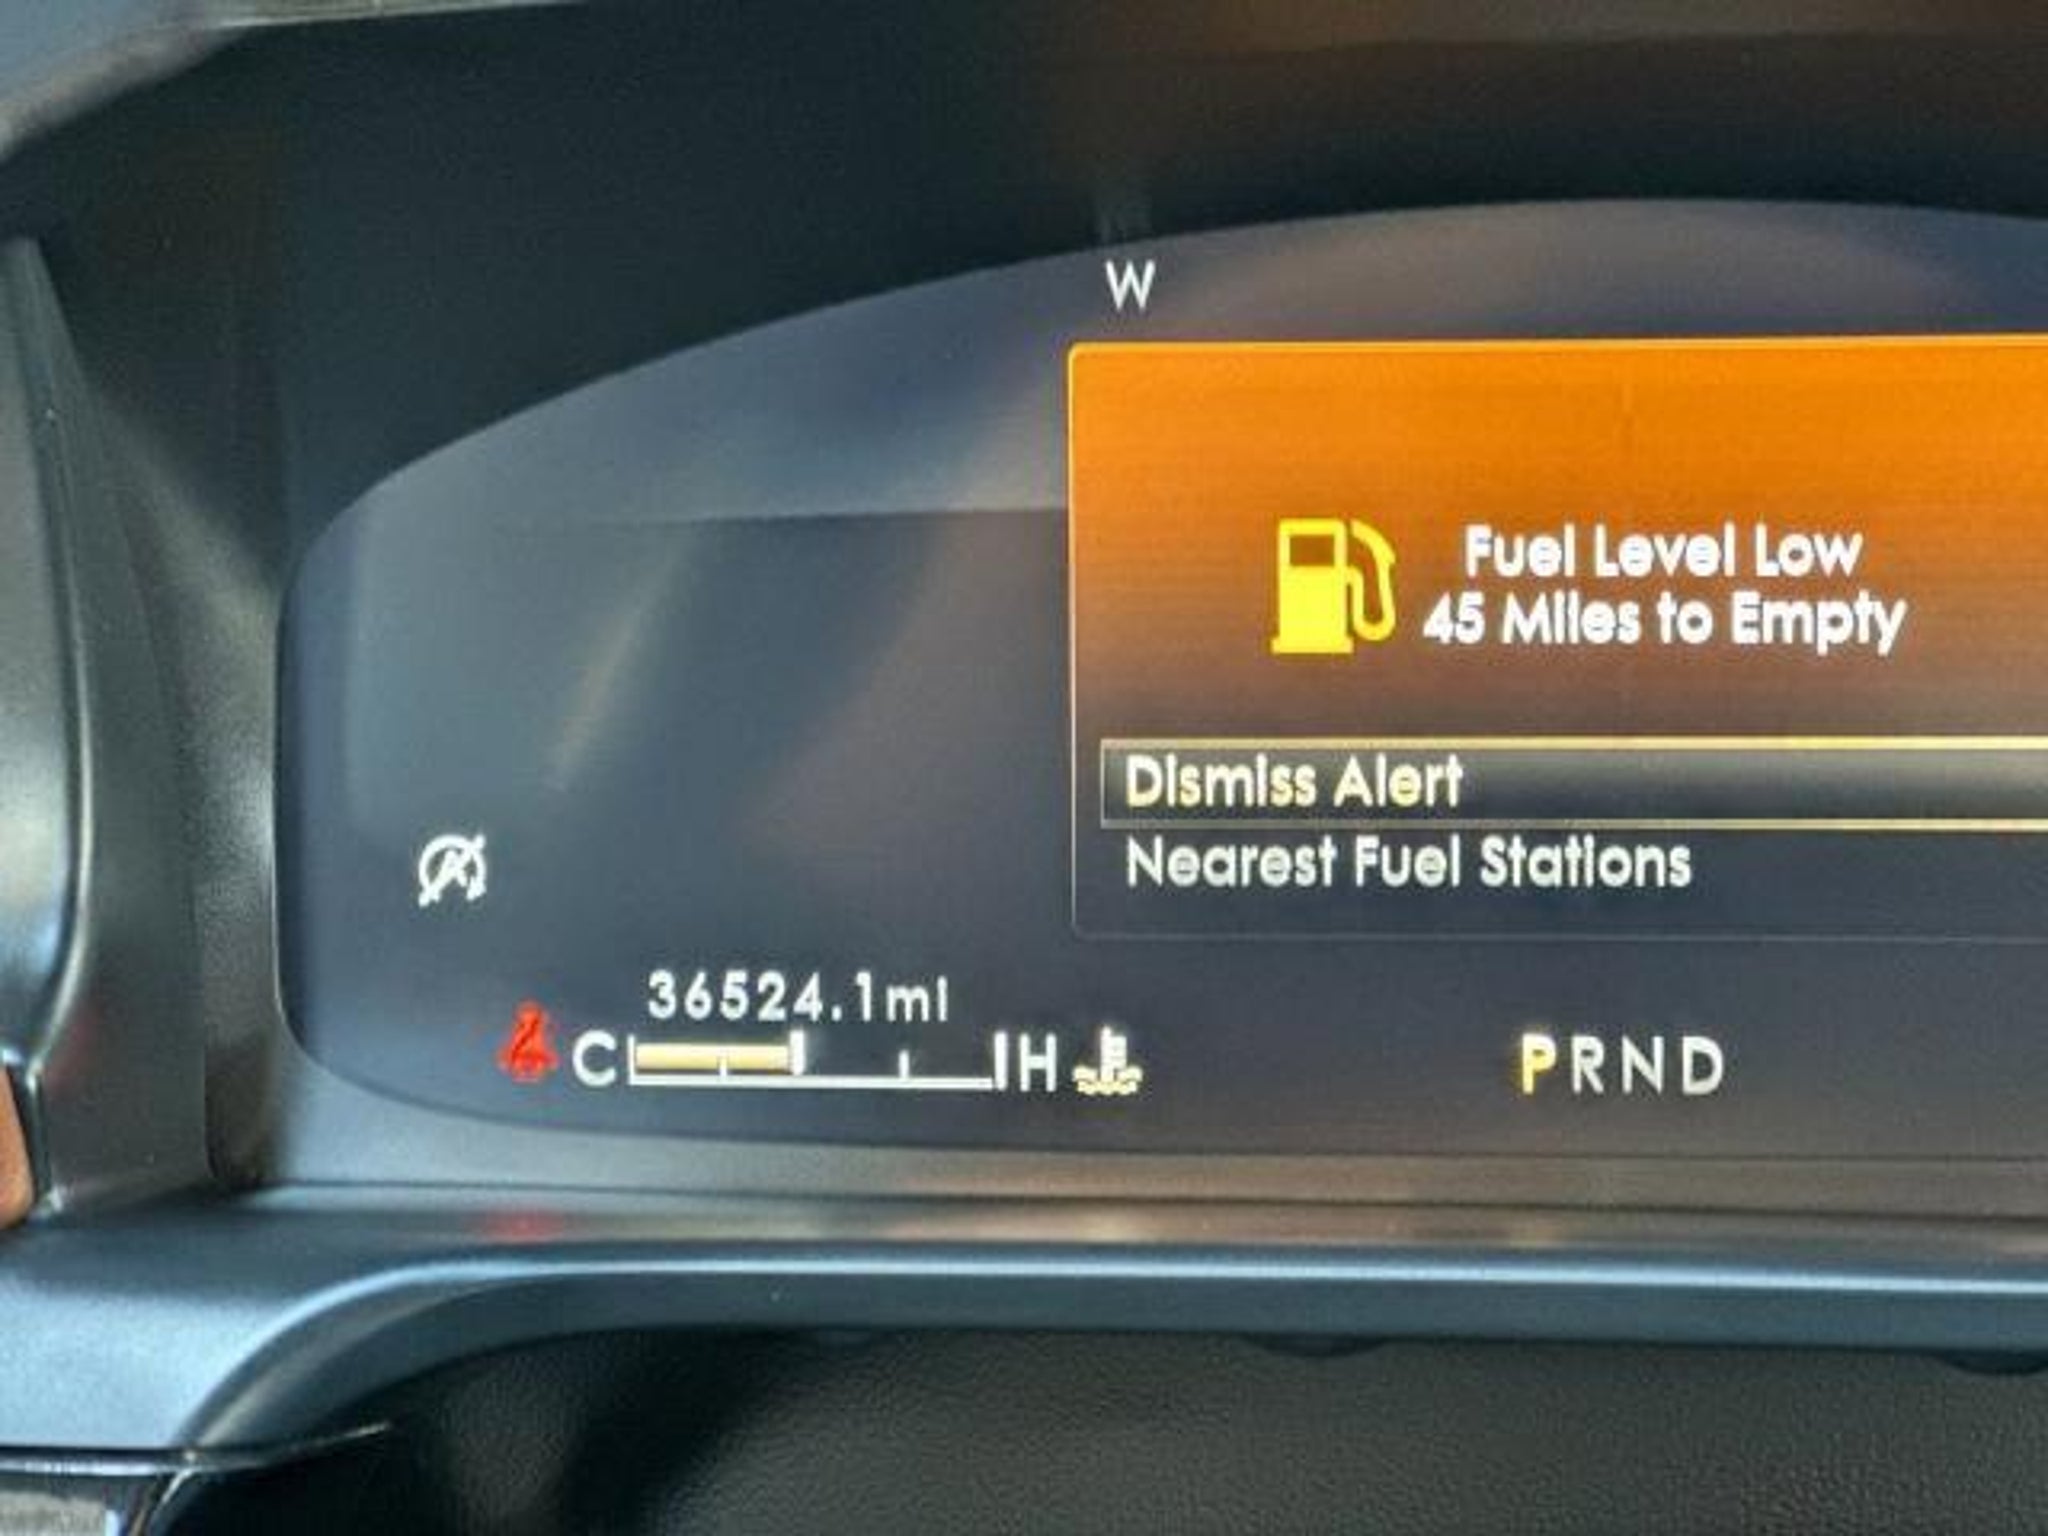 W
Fuel Level Low
45 Miles to Empty
Dismiss Alert
Nearest Fuel Stations
36524.1mi
C H
PRND